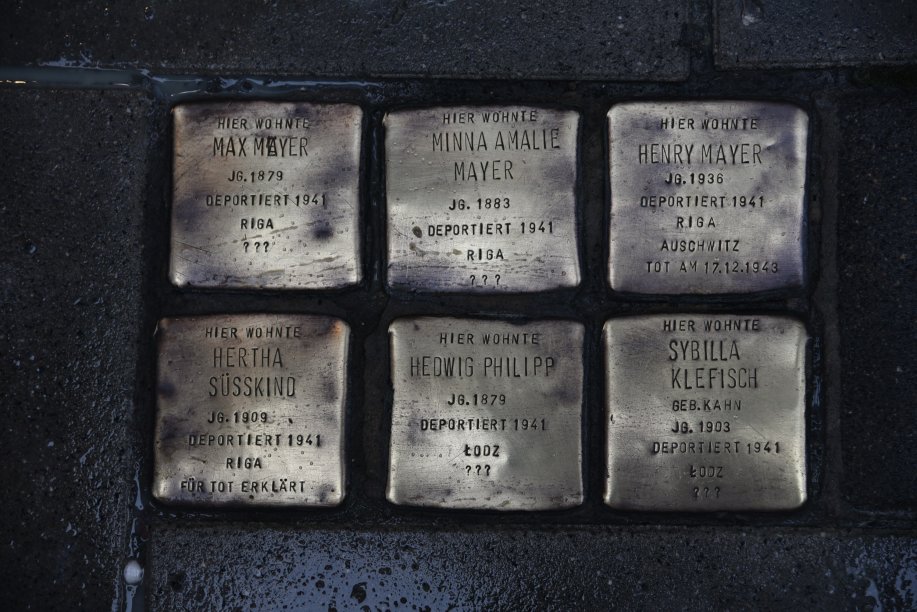 HIER WOHNTE
MAX MEYER
JG. 1879
DEPORTIERT 1941
RIGA
???
HIER WOHNTE
MINNA AMALIE
MAYER
JG. 1883
DEPORTIERT 1941
RIGA
???
HIER WOHNTE
HENRY MAYER
JG. 1936
DEPORTIERT 1941
RIGA
AUSCHWITZ
TOT AM 17.12.1943
HIER WOHNTE
HERTHA
SÜSSKIND
JG. 1909
DEPORTIERT 1941
RIGA
FÜR TOT ERKLÄRT
HIER WOHNTE
HEDWIG PHILIPP
JG. 1879
DEPORTIERT 1941
ŁODZ
???
HIER WOHNTE
SYBILLA
KLEFISCH
GEB. KAHN
JG. 1903
DEPORTIERT 1941
ŁODZ
???